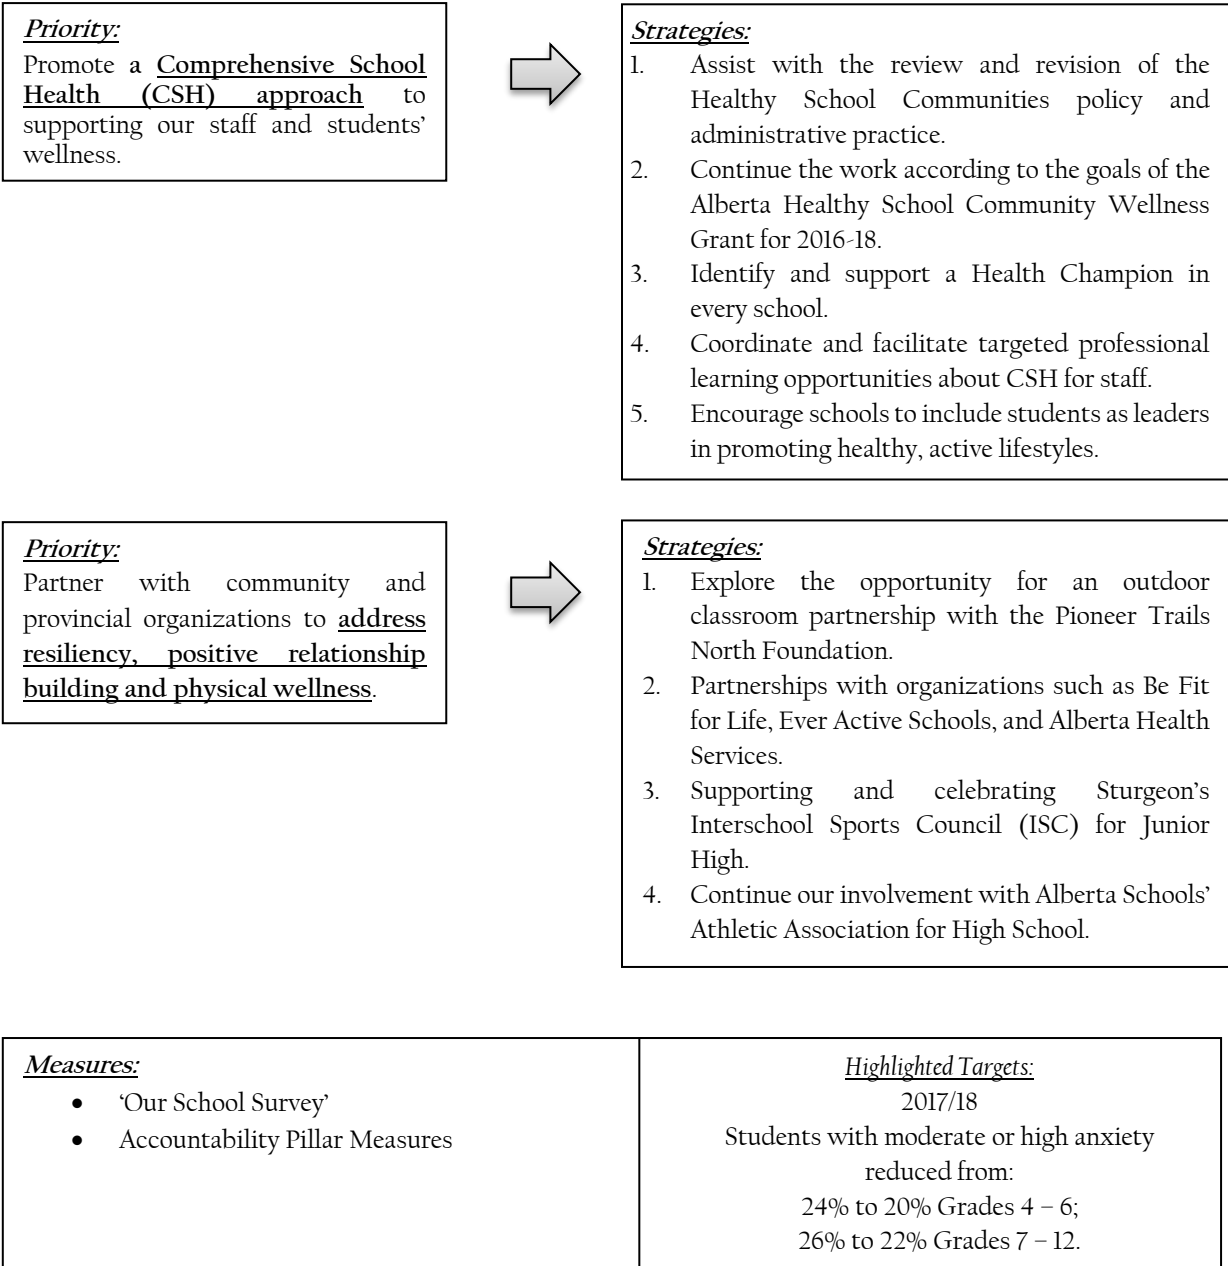 Priority:
Promote a Comprehensive School
Health (CSH) approach to
supporting our staff and students'
wellness.
Strategies:
1. Assist with the review and revision of the
Healthy School Communities policy and
administrative practice.
2. Continue the work according to the goals of the
Alberta Healthy School Community Wellness
Grant for 2016-18.
3. Identify and support a Health Champion in
every school.
4. Coordinate and facilitate targeted professional
learning opportunities about CSH for staff.
5. Encourage schools to include students as leaders
in promoting healthy, active lifestyles.
Priority:
Partner with community and
provincial organizations to address
resiliency, positive relationship
building and physical wellness.
Strategies:
1. Explore the opportunity for an outdoor
classroom partnership with the Pioneer Trails
North Foundation.
2. Partnerships with organizations such as Be Fit
for Life, Ever Active Schools, and Alberta Health
Services.
3. Supporting and celebrating Sturgeon's
Interschool Sports Council (ISC) for Junior
High.
4. Continue our involvement with Alberta Schools'
Athletic Association for High School.
Measures:
• 'Our School Survey'
• Accountability Pillar Measures
Highlighted Targets:
2017/18
Students with moderate or high anxiety
reduced from:
24% to 20% Grades 4 – 6;
26% to 22% Grades 7 – 12.